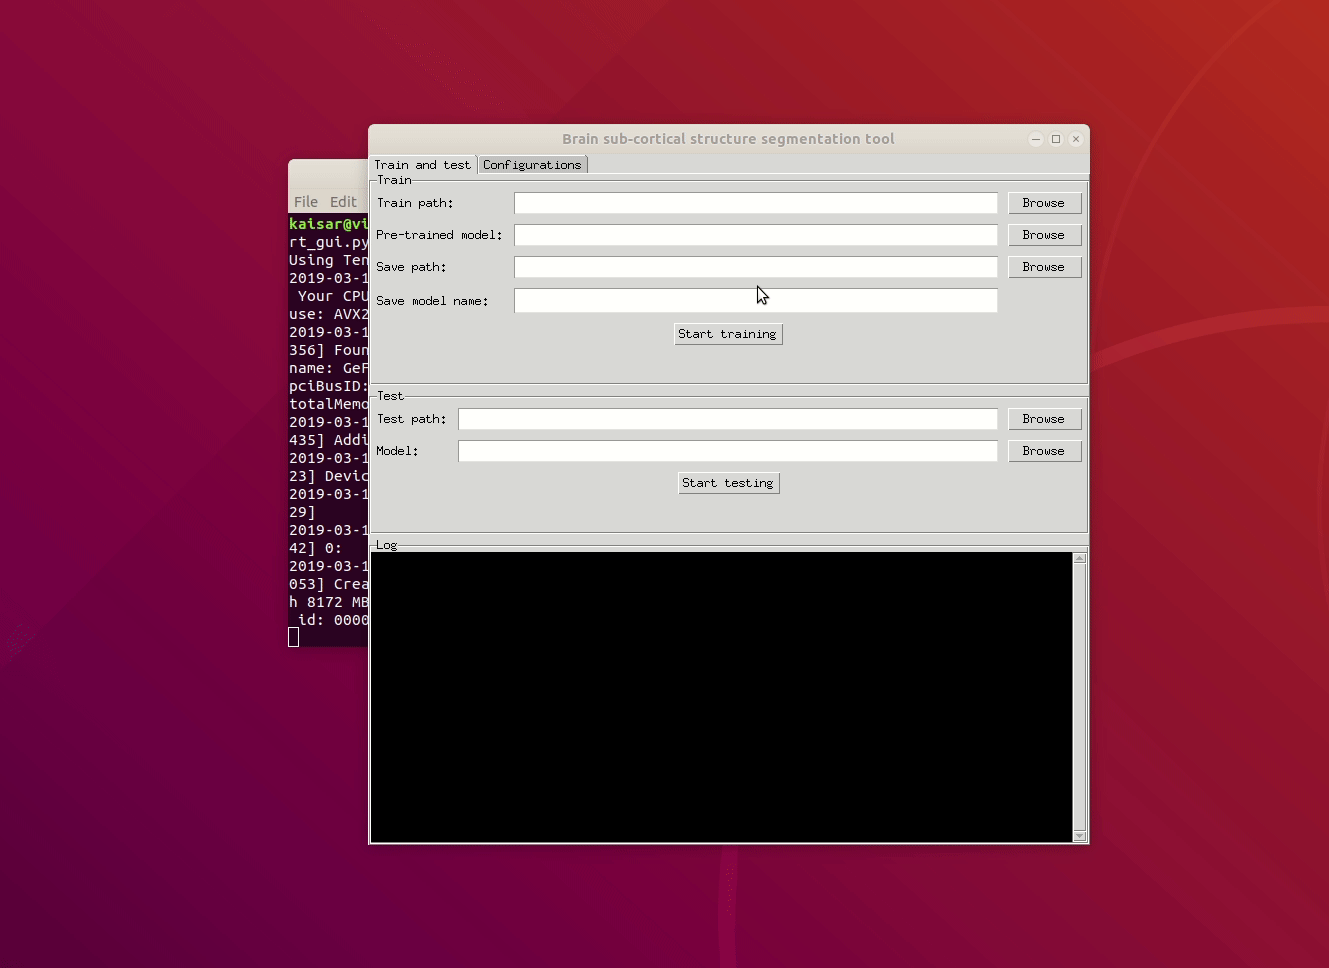 Brain sub-cortical structure segmentation tool
Train and test
Configurations
Train
Train path:
Browse
Pre-trained model:
Browse
Save path:
Browse
Save model name:
Start training
Test
Test path:
Browse
Model:
Browse
Start testing
Log
File Edit
kaisar@vi
rt_gui.py
Using Ten
2019-03-1
Your CPU
use: AVX2
2019-03-1
356] Foun
name: GeF
pciBusID:
totalMemo
2019-03-1
435] Addi
2019-03-1
23] Devic
2019-03-1
29]
2019-03-1
42] 0:
2019-03-1
053] Crea
h 8172 MB
id: 0000